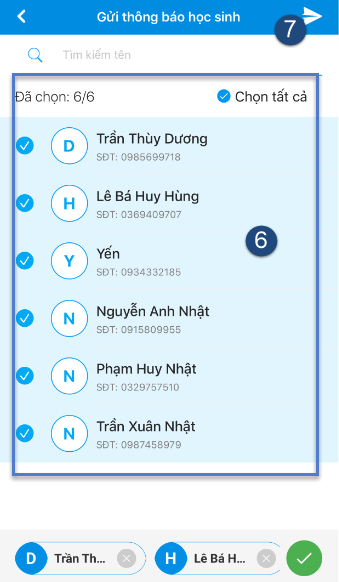 Gửi thông báo học sinh
7
Tìm kiếm tên
Đã chọn: 6/6
Chọn tất cả
D
Trần Thùy Dương
SĐT: 0985699718
H
Lê Bá Huy Hùng
SĐT: 0369409707
Y
Yến
SĐT: 0934332185
6
N
Nguyễn Anh Nhật
SĐT: 0915809955
N
Phạm Huy Nhật
SĐT: 0329757510
N
Trần Xuân Nhật
SĐT: 0987458979
D
Trần Th...
H
Lê Bá H...